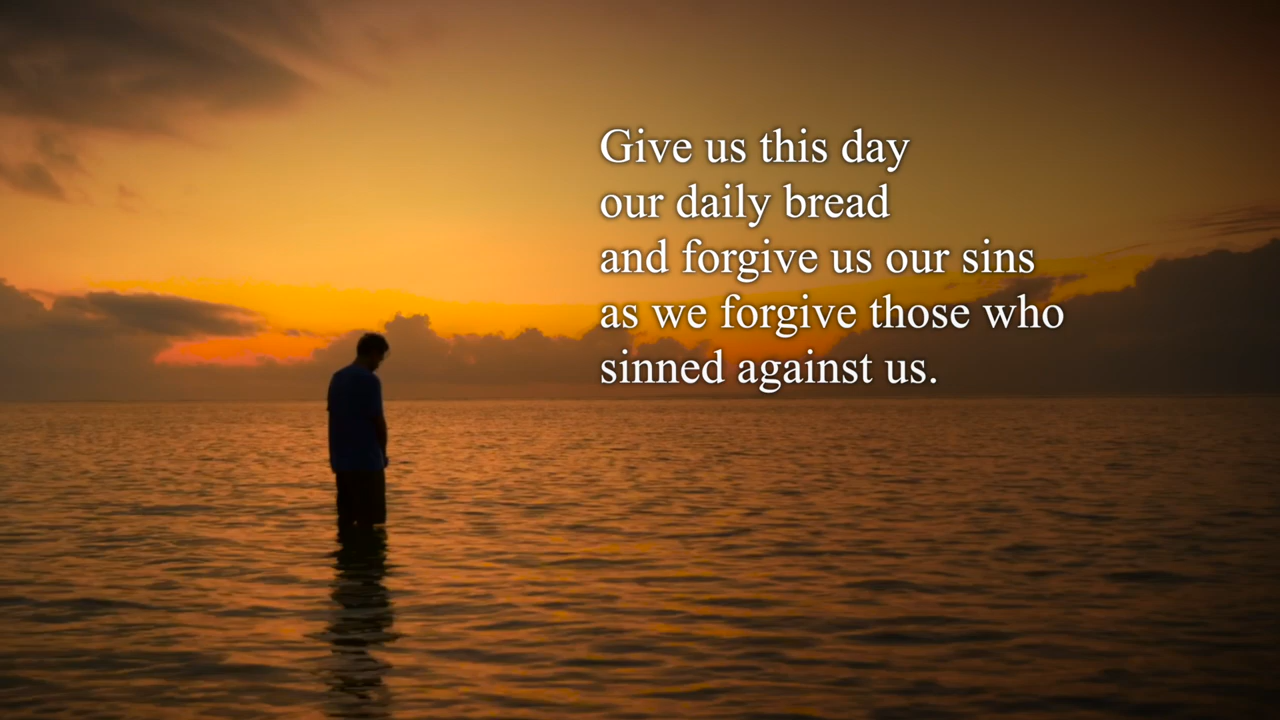 Give us this day
our daily bread
and forgive us our sins
as we forgive those who
sinned against us.